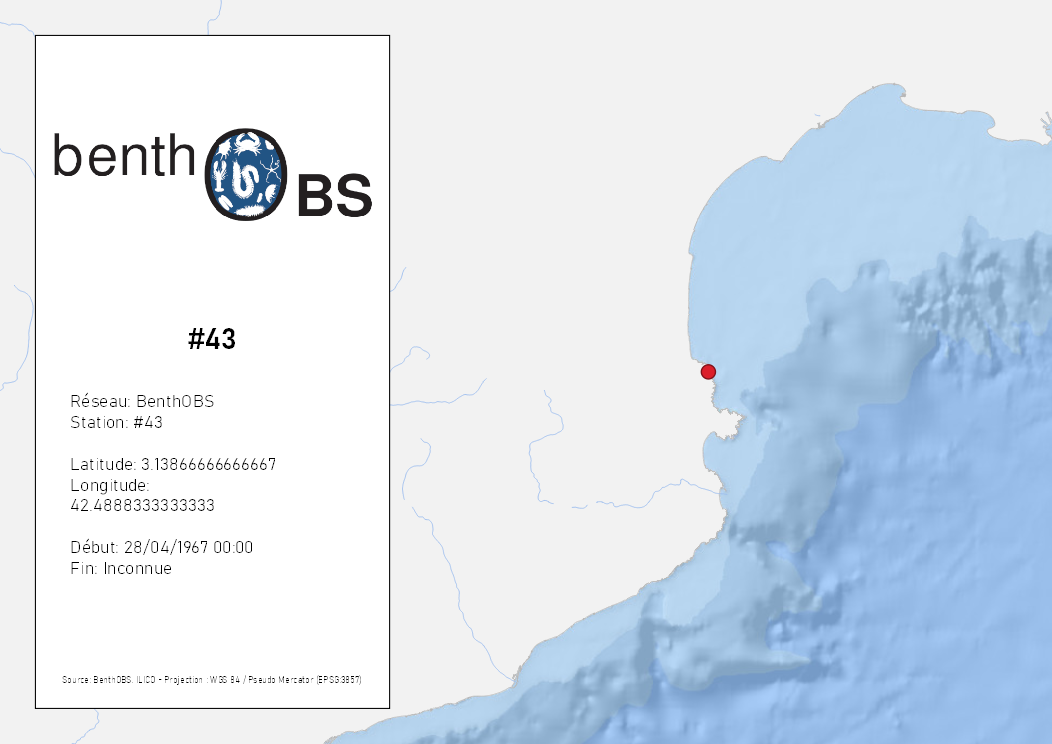 benthOBS
#43
Réseau: BenthOBS
Station: #43
Latitude: 3.13866666666667
Longitude:
42.4888333333333
Début: 28/04/1967 00:00
Fin: Inconnue
Source: BenthOBS, ILICO - Projection : WGS 84 / Pseudo Mercator (EPSG:3857)